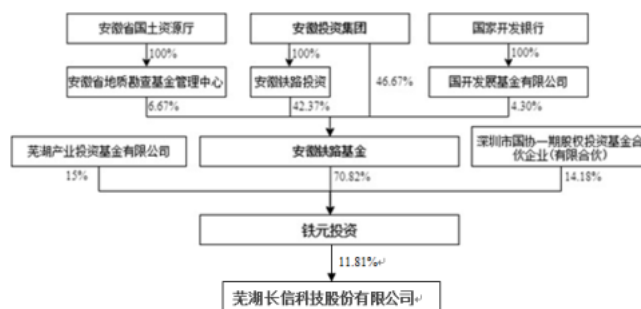 安徽省国土资源厅
安徽投资集团
国家开发银行
100%
100%
100%
安徽省地质勘查基金管理中心
安徽铁路投资
46.67%
国开发展基金有限公司
6.67%
42.37%
4.30%
芜湖产业投资基金有限公司
安徽铁路基金
深圳市国协一期股权投资基金合
伙企业(有限合伙)
15%
70.82%
14.18%
铁元投资
11.81%
芜湖长信科技股份有限公司